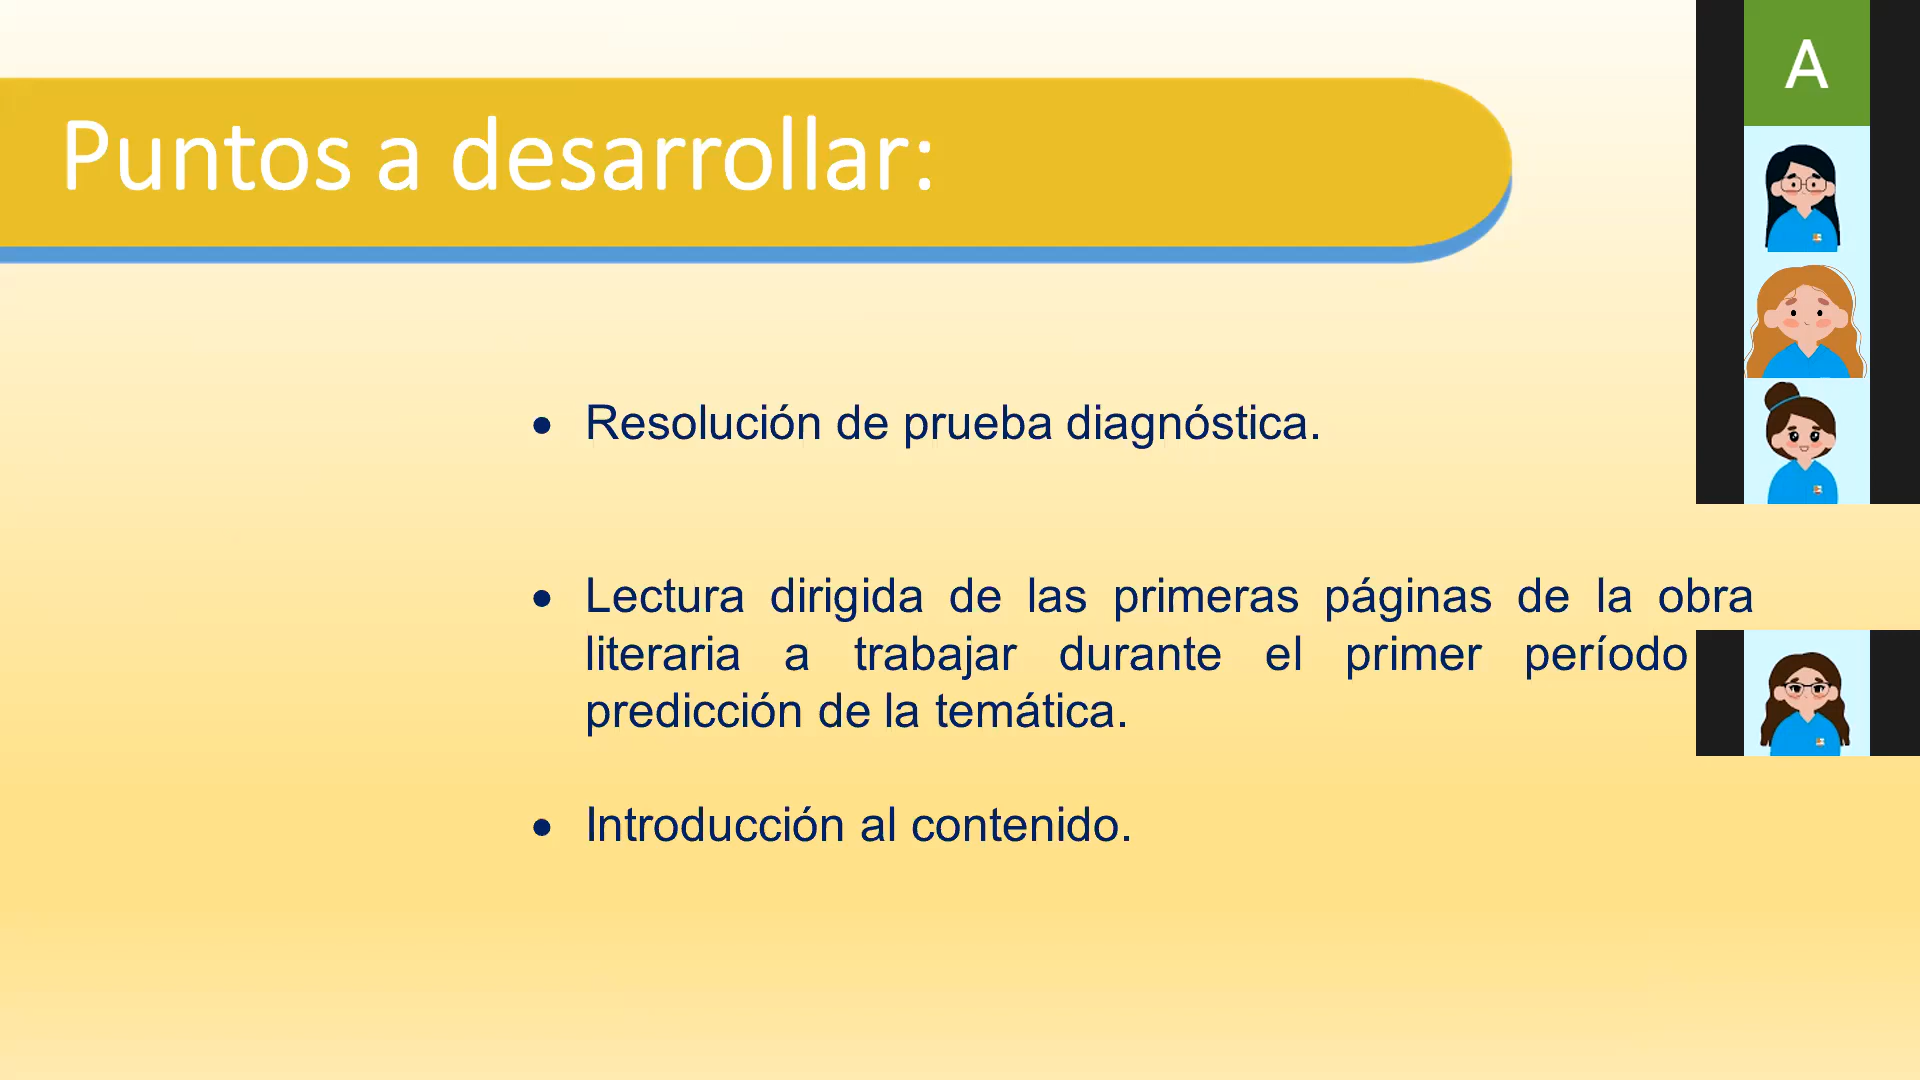 Puntos a desarrollar:
A
• Resolución de prueba diagnóstica.
• Lectura dirigida de las primeras páginas de la obra
literaria a trabajar durante el primer período
predicción de la temática.
• Introducción al contenido.